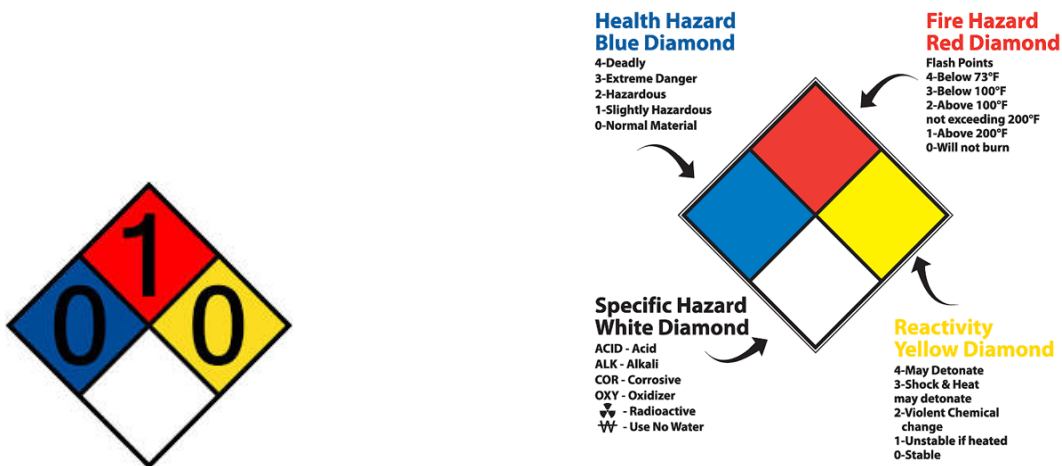 1
0
0
Health Hazard
Blue Diamond
4-Deadly
3-Extreme Danger
2-Hazardous
1-Slightly Hazardous
0-Normal Material
Fire Hazard
Red Diamond
Flash Points
4-Below 73°F
3-Below 100°F
2-Above 100°F
not exceeding 200°F
1-Above 200°F
0-Will not burn
Specific Hazard
White Diamond
ACID - Acid
ALK - Alkali
COR - Corrosive
OXY - Oxidizer
☢ - Radioactive
W̶ - Use No Water
Reactivity
Yellow Diamond
4-May Detonate
3-Shock & Heat
may detonate
2-Violent Chemical
change
1-Unstable if heated
0-Stable